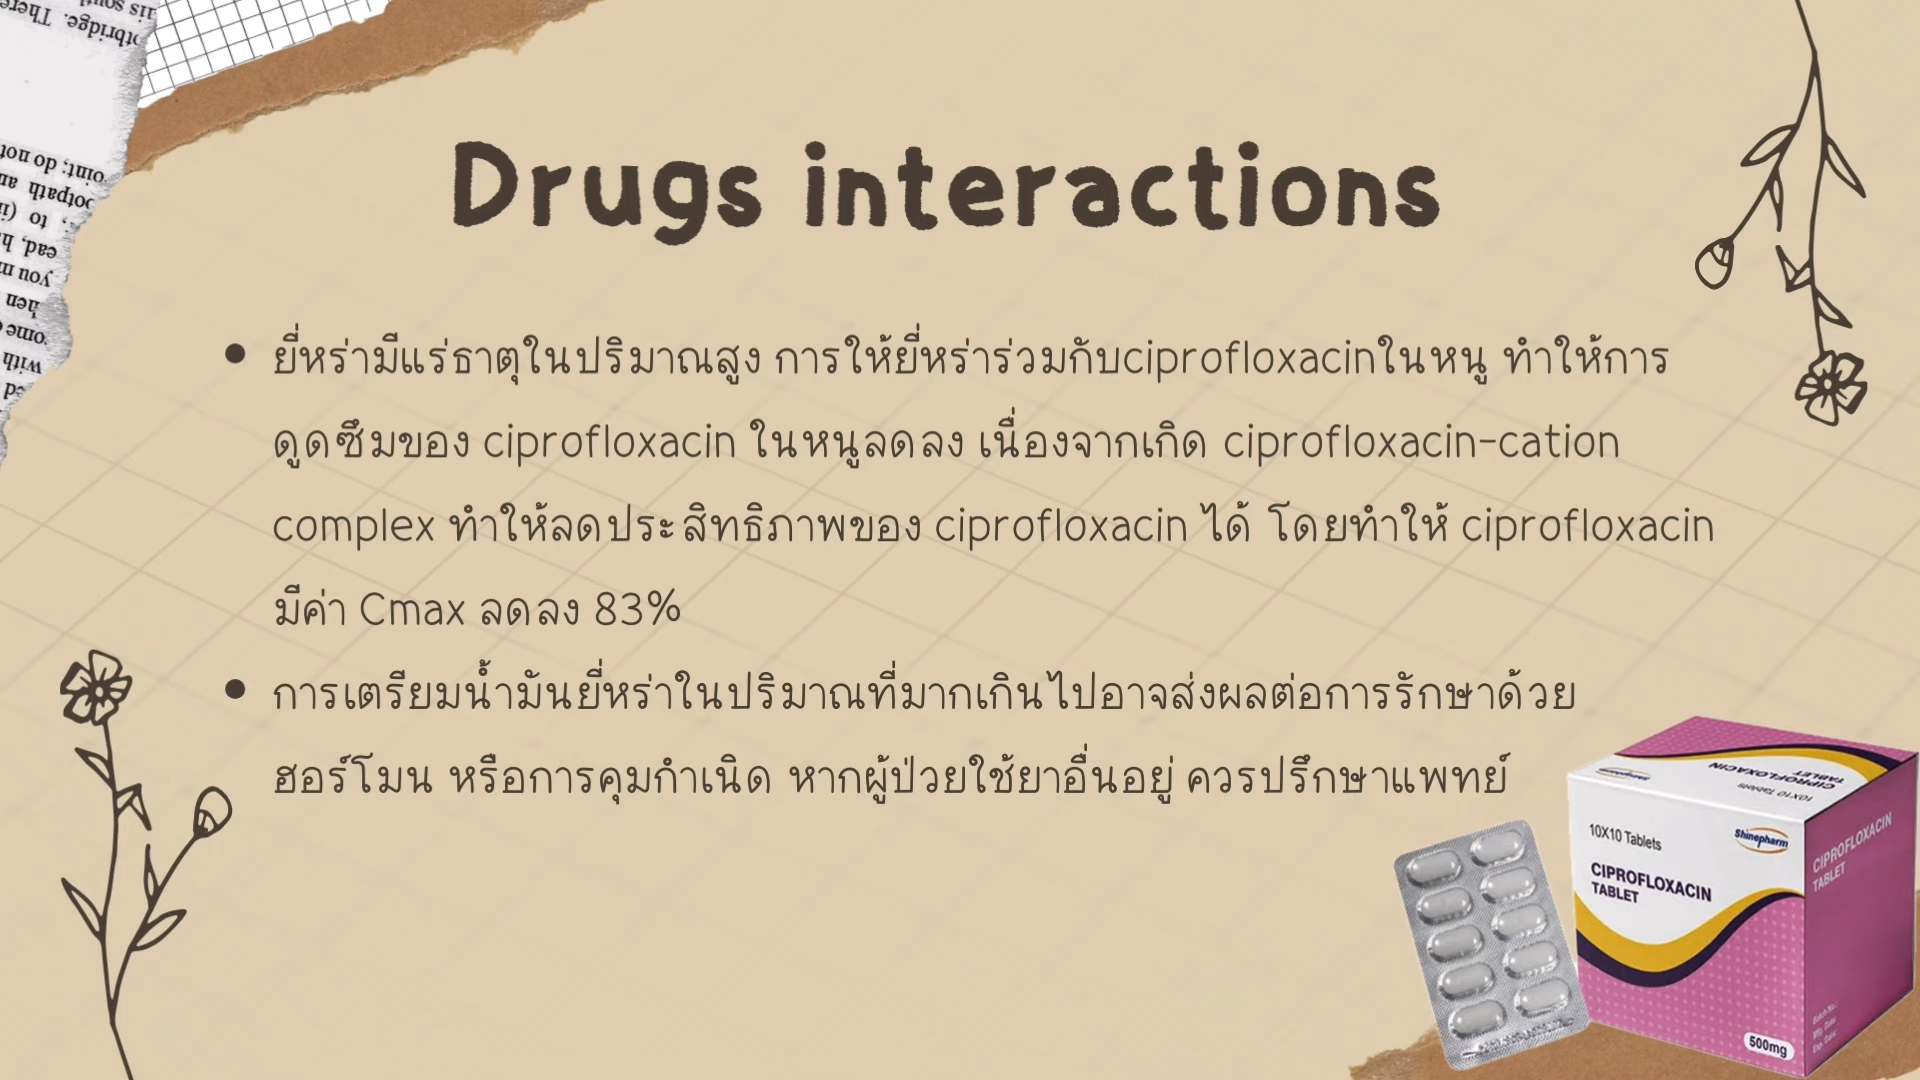 Drugs interactions
• ยี่หร่ามีแร่ธาตุในปริมาณสูง การให้ยี่หร่าร่วมกับciprofloxacinในหนู ทำให้การ
ดูดซึมของ ciprofloxacin ในหนูลดลง เนื่องจากเกิด ciprofloxacin-cation
complex ทำให้ลดประสิทธิภาพของ ciprofloxacin ได้ โดยทำให้ ciprofloxacin
มีค่า Cmax ลดลง 83%
• การเตรียมน้ำมันยี่หร่าในปริมาณที่มากเกินไปอาจส่งผลต่อการรักษาด้วย
ฮอร์โมน หรือการคุมกำเนิด หากผู้ป่วยใช้ยาอื่นอยู่ ควรปรึกษาแพทย์
Shinepharm
CIPROFLOXACIN
TABLET
10X10 Tablets
10X10 Tablets
Shinepharm
CIPROFLOXACIN
TABLET
CIPROFLOXACIN
TABLET
500mg